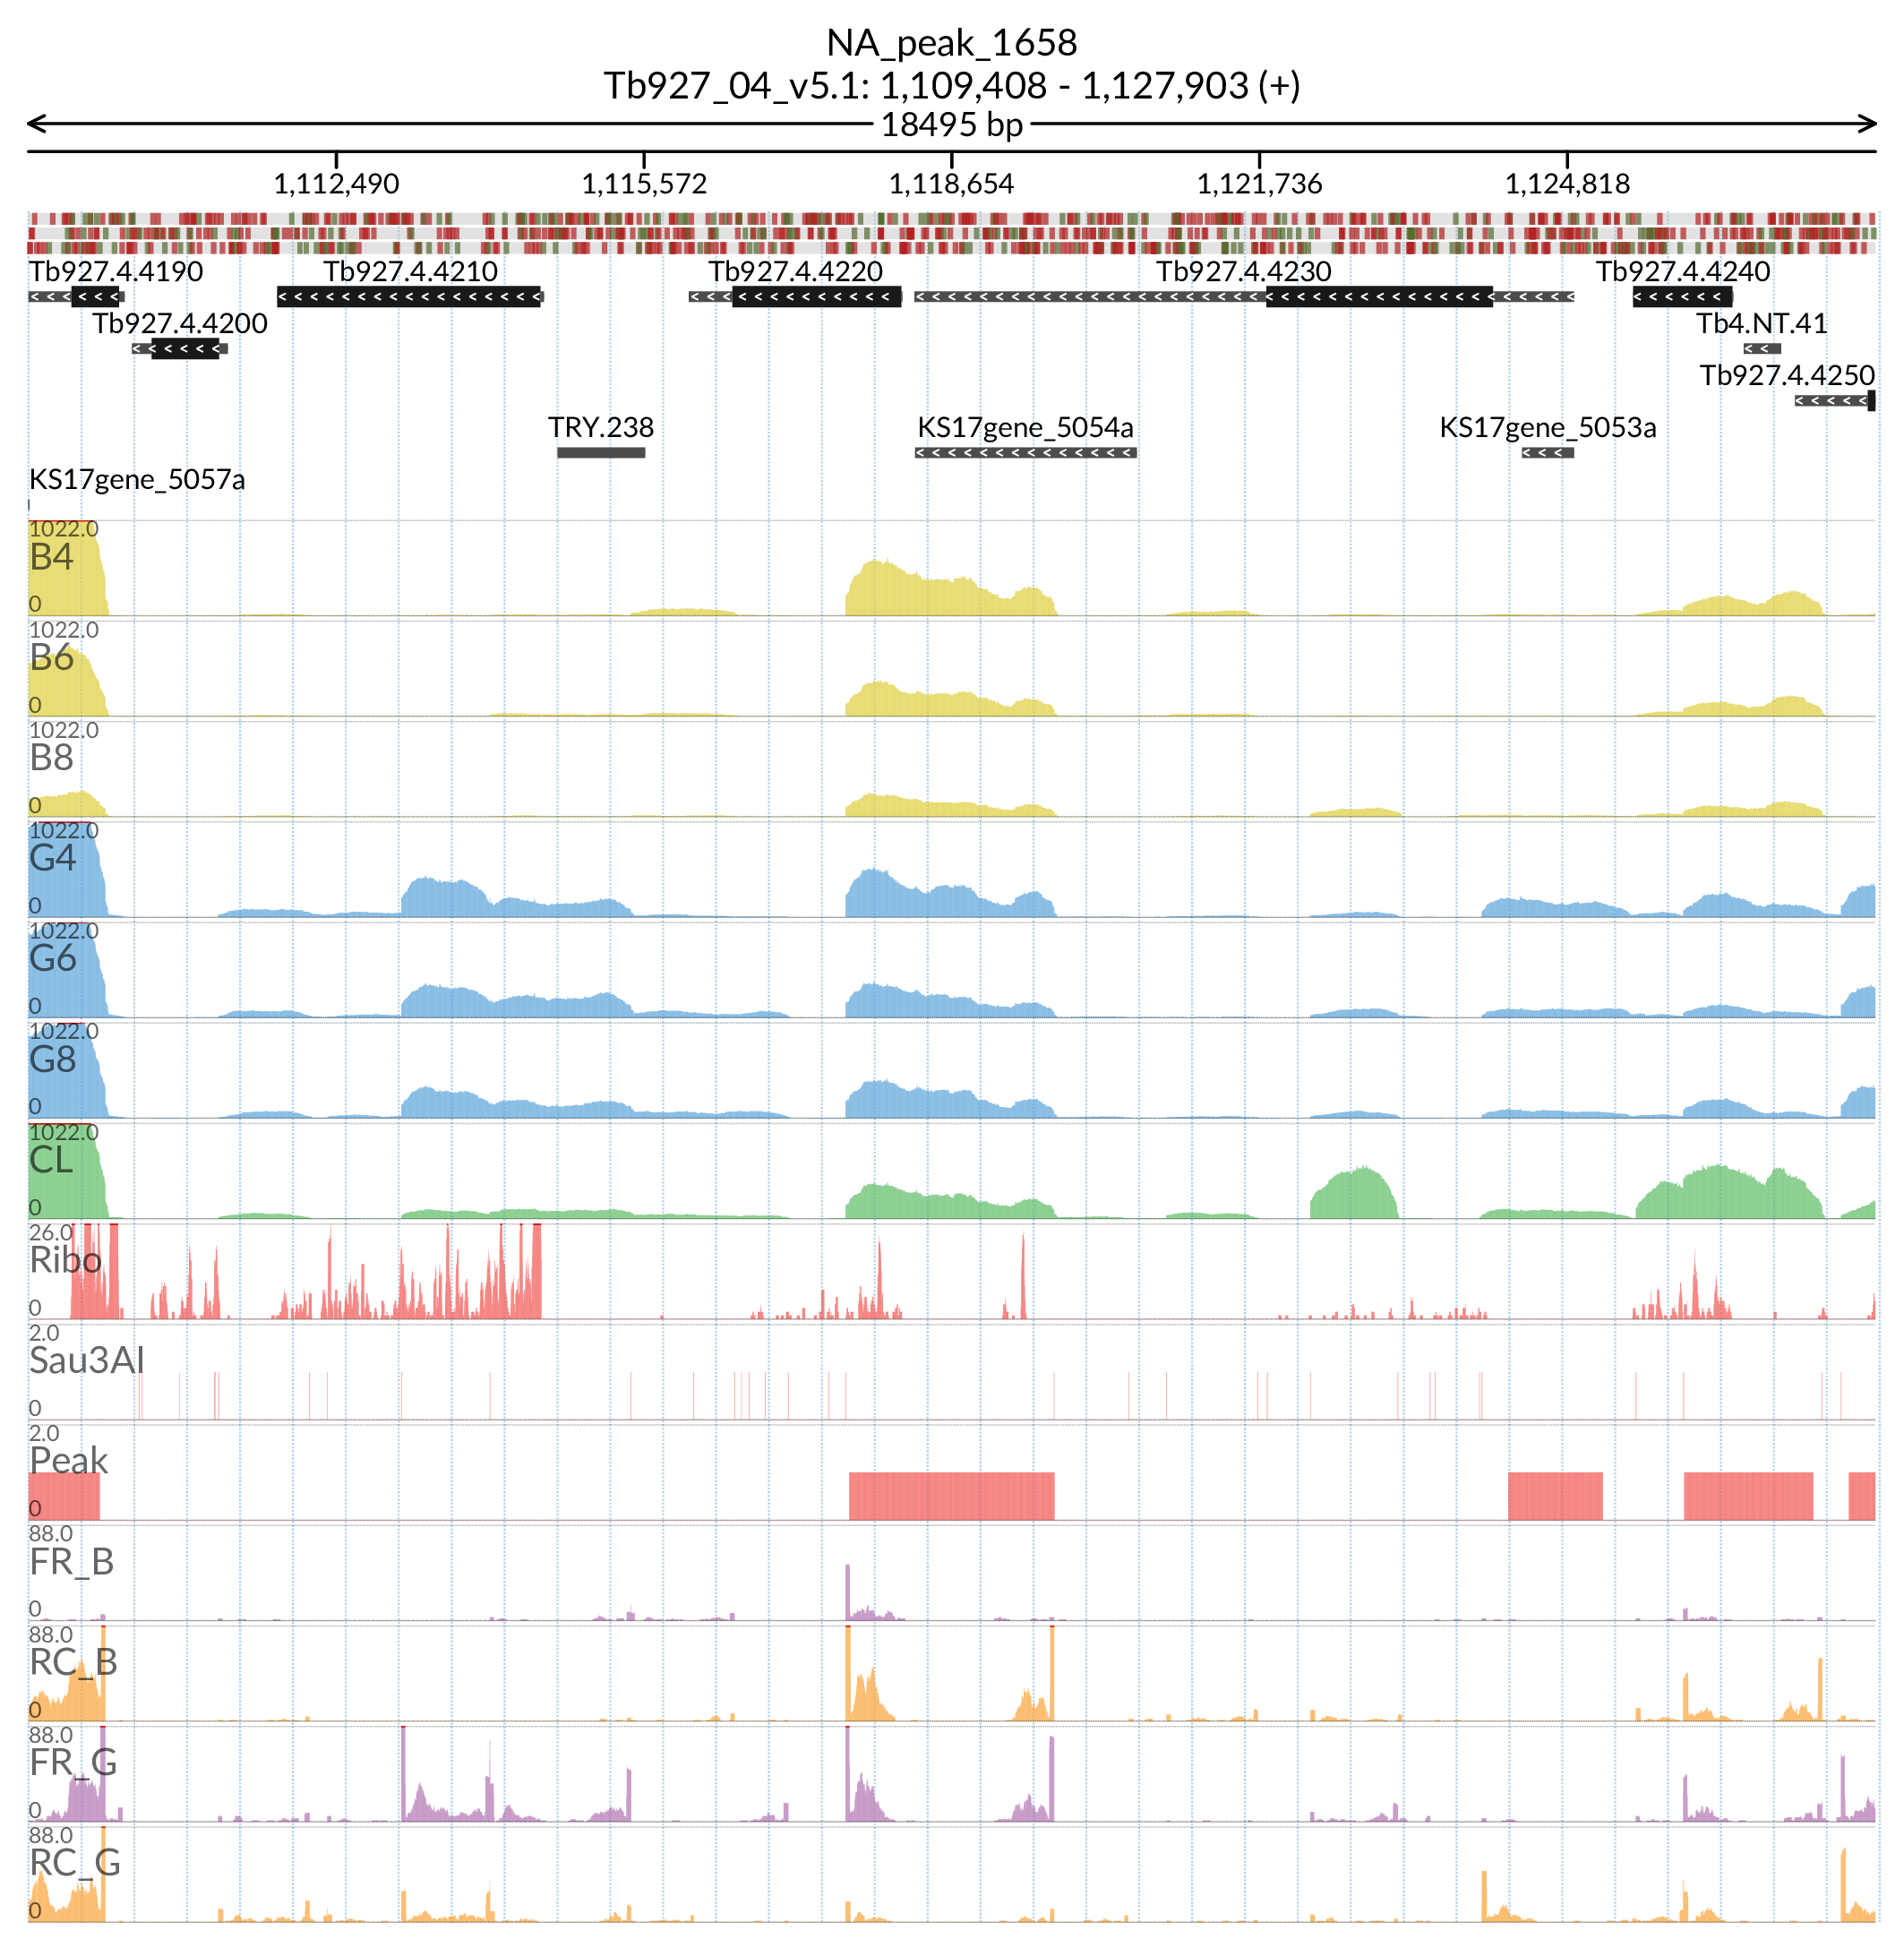 NA_peak_1658
Tb927_04_v5.1: 1,109,408 - 1,127,903 (+)
18495 bp
1,112,490 1,115,572 1,118,654 1,121,736 1,124,818
Tb927.4.4190 Tb927.4.4210 Tb927.4.4220 Tb927.4.4230 Tb927.4.4240
Tb927.4.4200 Tb4.NT.41
Tb927.4.4250
TRY.238 KS17gene_5054a KS17gene_5053a
KS17gene_5057a
1022.0
B4
0
1022.0
B6
0
1022.0
B8
0
1022.0
G4
0
1022.0
G6
0
1022.0
G8
0
1022.0
CL
0
26.0
Ribo
0
2.0
Sau3AI
0
2.0
Peak
0
88.0
FR_B
0
88.0
RC_B
0
88.0
FR_G
0
88.0
RC_G
0